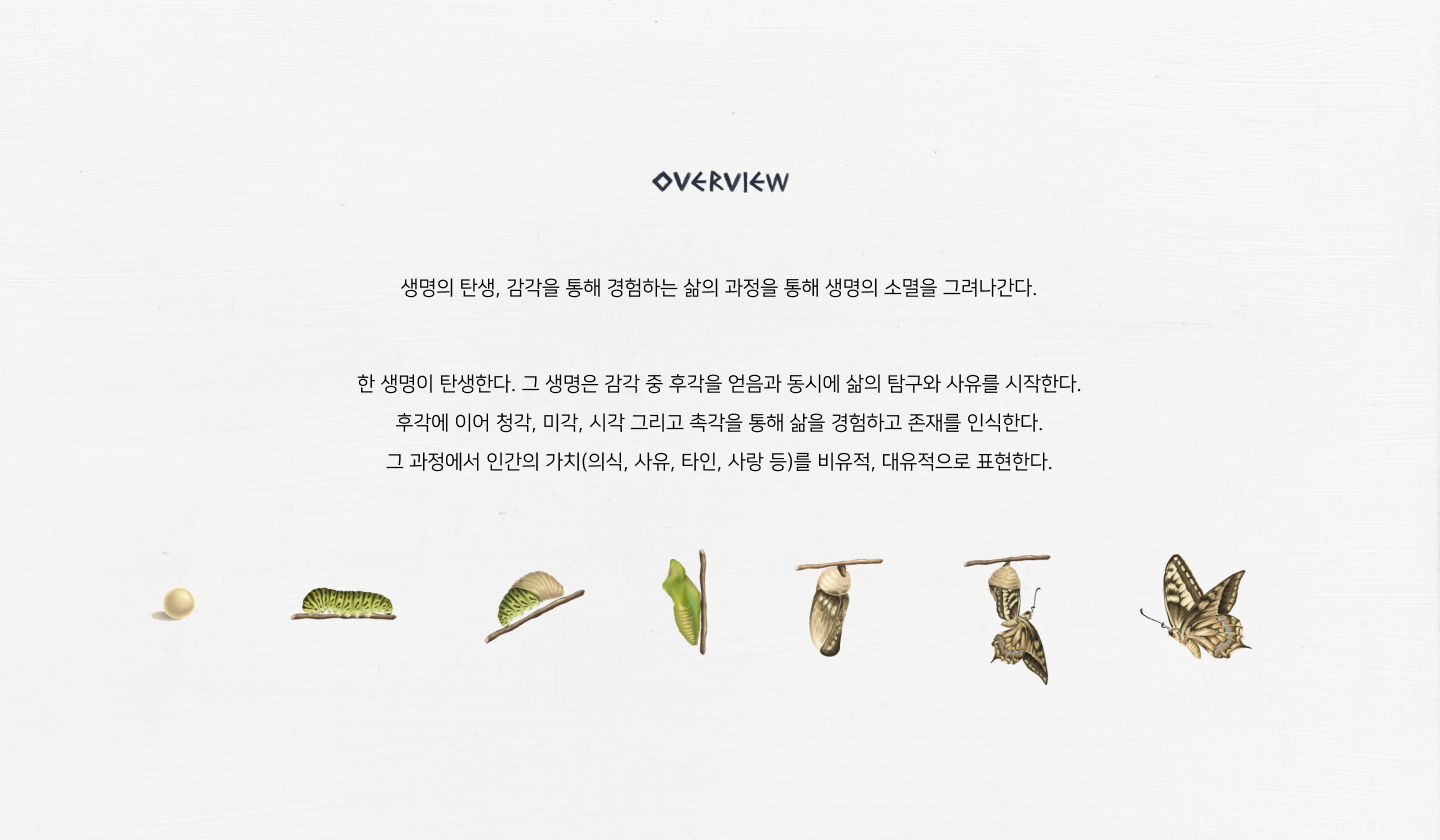 OVERVIEW
생명의 탄생, 감각을 통해 경험하는 삶의 과정을 통해 생명의 소멸을 그려나간다.
한 생명이 탄생한다. 그 생명은 감각 중 후각을 얻음과 동시에 삶의 탐구와 사유를 시작한다.
후각에 이어 청각, 미각, 시각 그리고 촉각을 통해 삶을 경험하고 존재를 인식한다.
그 과정에서 인간의 가치(의식, 사유, 타인, 사랑 등)를 비유적, 대유적으로 표현한다.